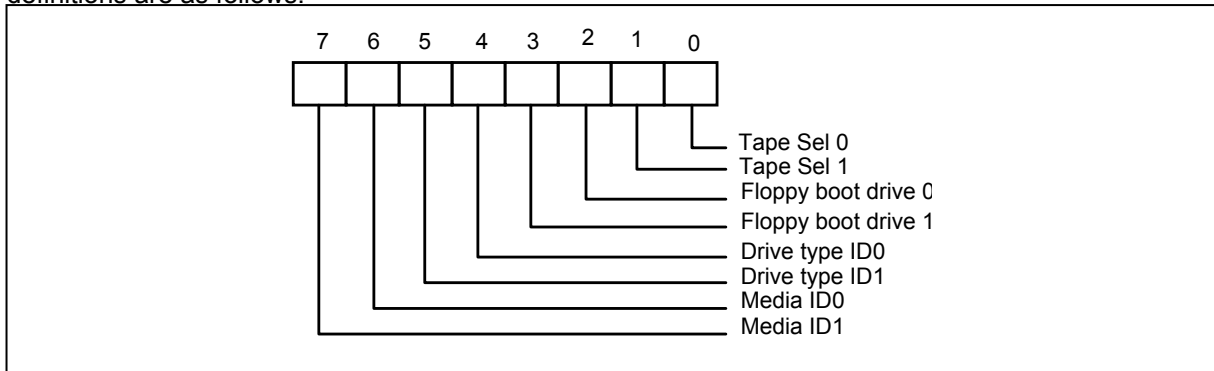 definitions are as follows:
7 6 5 4 3 2 1 0
Tape Sel 0
Tape Sel 1
Floppy boot drive 0
Floppy boot drive 1
Drive type ID0
Drive type ID1
Media ID0
Media ID1